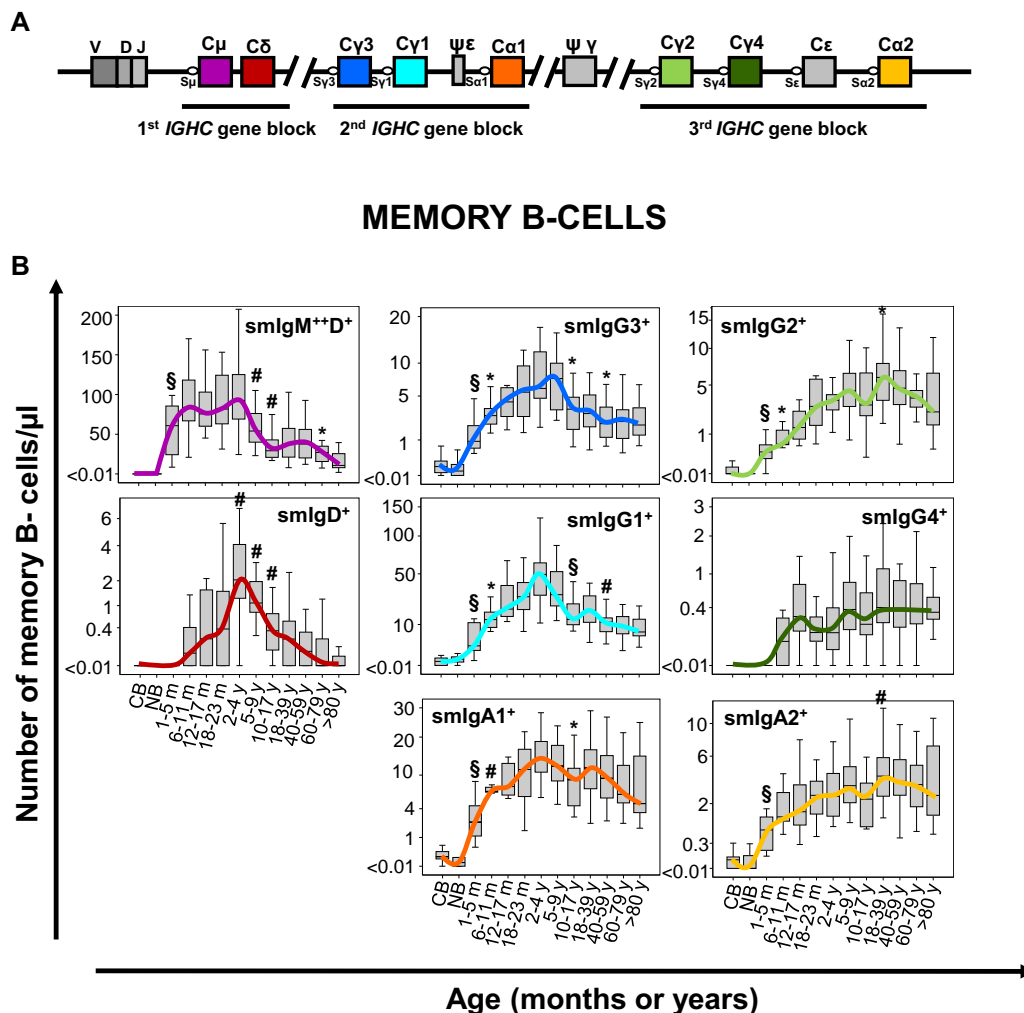 A
V D J Cμ Cδ Cγ3 Cγ1 Ψε Cα1 Ψ γ Cγ2 Cγ4 Cε Cα2
Sμ Sγ3 Sγ1 Sα1 Sγ2 Sγ4 Sε Sα2
1st IGHC gene block 2nd IGHC gene block 3rd IGHC gene block
MEMORY B-CELLS
B
Number of memory B- cells/µl
smIgM++D+
200
150
100
50
<0.01
§ # # *
smIgG3+
20
10
5
1
<0.01
§ * * *
smIgG2+
15
10
5
1
<0.01
§ * *
smIgD+
6
4
2
1
0.4
<0.01
# # #
CB NB 1-5 m 6-11 m 12-17 m 18-23 m 2-4 y 5-9 y 10-17 y 18-39 y 40-59 y 60-79 y >80 y
smIgG1+
150
100
50
10
<0.01
§ * § #
smIgG4+
3
2
1
0.4
<0.01
smIgA1+
30
20
10
4
1
<0.01
§ # *
CB NB 1-5 m 6-11 m 12-17 m 18-23 m 2-4 y 5-9 y 10-17 y 18-39 y 40-59 y 60-79 y >80 y
smIgA2+
10
6
2
0.3
<0.01
§ #
CB NB 1-5 m 6-11 m 12-17 m 18-23 m 2-4 y 5-9 y 10-17 y 18-39 y 40-59 y 60-79 y >80 y
Age (months or years)